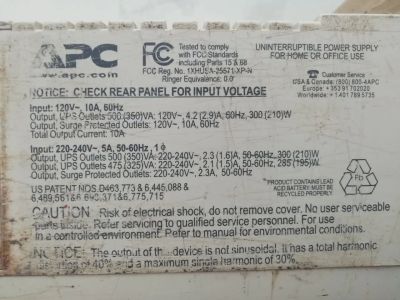 APC
www.apc.com
FC
Tested to comply
with FCC standards
Including Parts 15 & 68
FCC Reg. No. 1XHUSA-25571-XP-N
Ringer Equivalence: 0.0
UNINTERRUPTIBLE POWER SUPPLY
FOR HOME OR OFFICE USE
Customer Service
USA & Canada + (800) 800-4APC
Europe: + 353 91 702020
Worldwide: + 1 401 789 5735
NOTICE: CHECK REAR PANEL FOR INPUT VOLTAGE
Input: 120V~, 10A, 60Hz
Output, UPS Outlets 500 (350)VA: 120V~, 4.2 (2.9)A, 60Hz, 300 (210)W
Output, Surge Protected Outlets: 120V~, 10A, 60Hz
Total Output Current: 10A
Input: 220-240V~, 5A, 50-60Hz, 1ϕ
Output, UPS Outlets 500 (350)VA: 220-240V~, 2.3 (1.6)A, 50-60Hz, 300 (210)W
Output, UPS Outlets 475 (325)VA: 220-240V~, 2.1 (1.5)A, 50-60Hz, 285 (195)W
Output, Surge Protected Outlets: 220-240V~, 2.3A, 50-60Hz
US PATENT NOS. D463,773 & 6,445,088 &
6,489,561& 6,690,371 &6,775,715
SEALED LEAD
ACID BATTERY MUST
BE RECYCLED
Pb
CAUTION: Risk of electrical shock, do not remove cover. No user serviceable
parts inside. Refer to servicing to qualified service personnel. For use in
controlled environment. Refer to manual for environmental conditions.
NOTICE: The output of this device is not sinusoidal. It has a total harmonic
distortion of 40% and a maximum single harmonic of 30%.